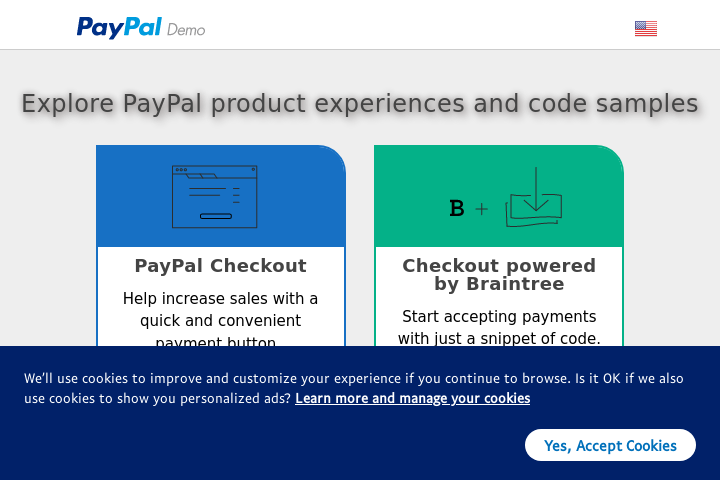 PayPal Demo
Explore PayPal product experiences and code samples
B +
PayPal Checkout
Help increase sales with a
quick and convenient
payment button
Checkout powered
by Braintree
Start accepting payments
with just a snippet of code.
We'll use cookies to improve and customize your experience if you continue to browse. Is it OK if we also
use cookies to show you personalized ads? Learn more and manage your cookies
Yes, Accept Cookies